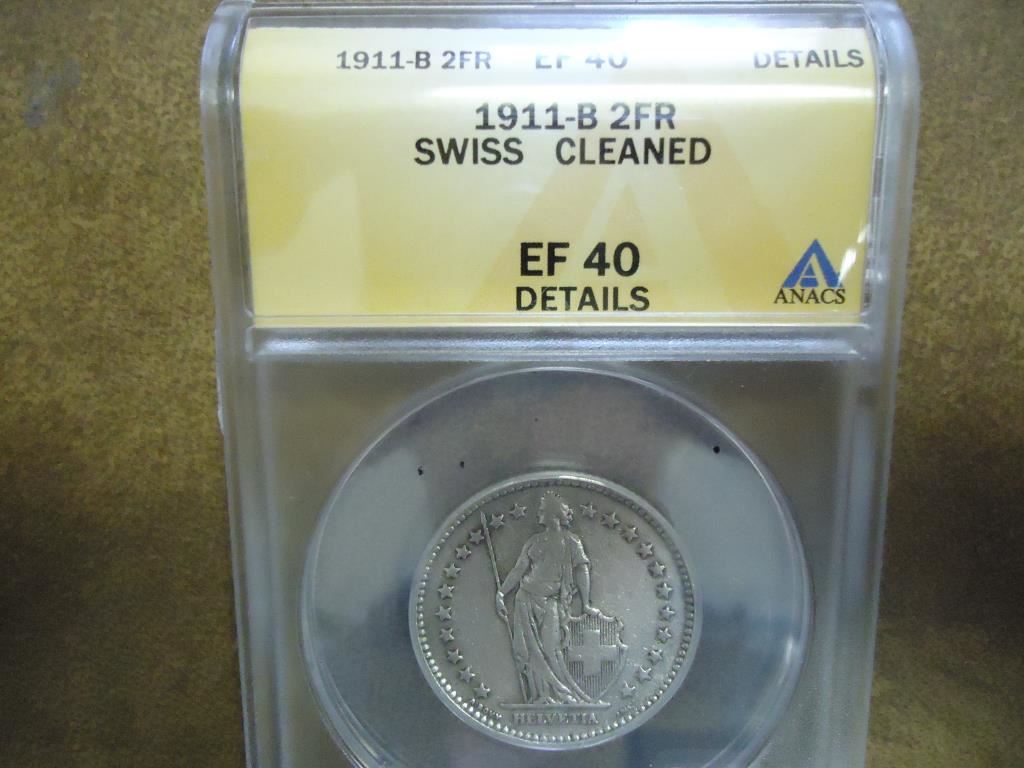 1911-B 2FR EF 40 DETAILS
1911-B 2FR
SWISS CLEANED
EF 40
DETAILS
ANACS
HELVETIA